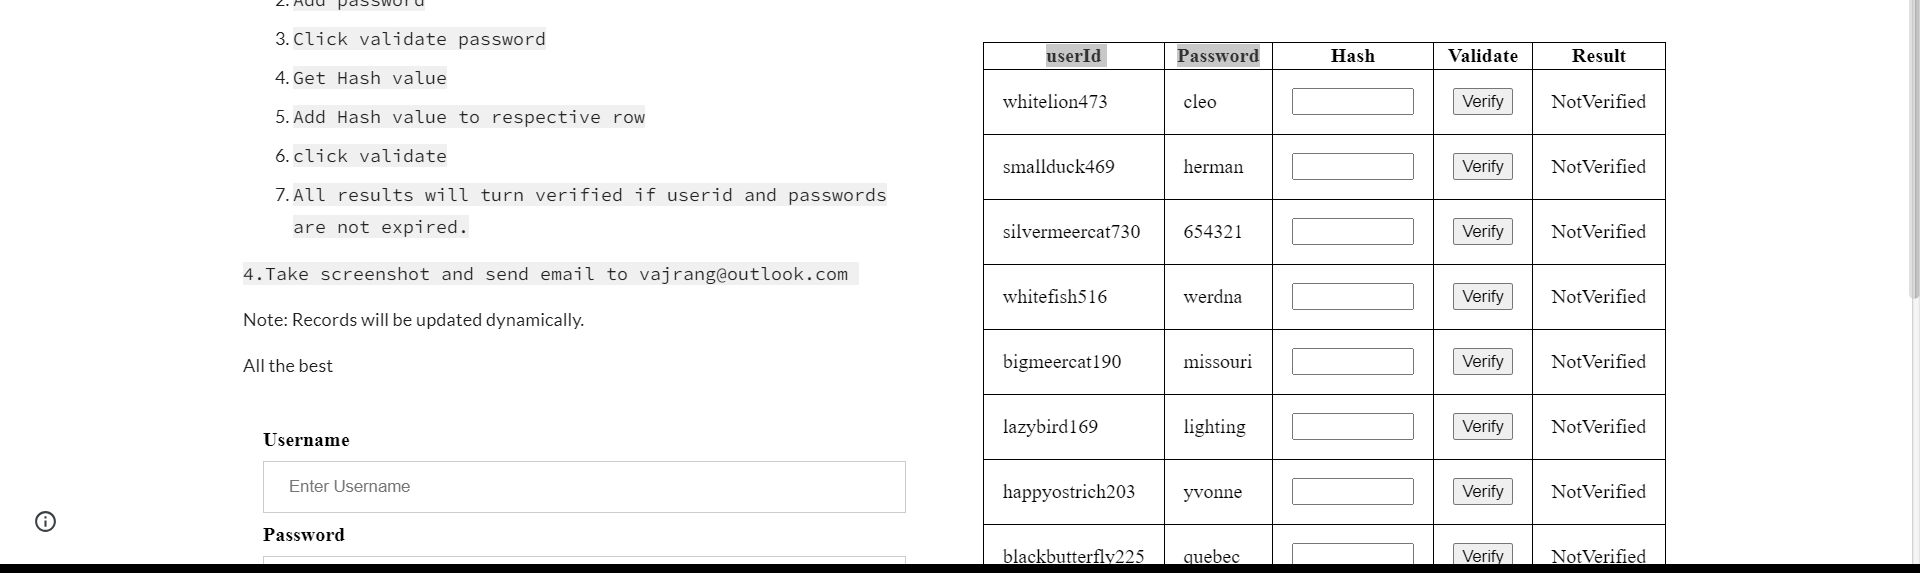 2. Add password
3. Click validate password
4. Get Hash value
5. Add Hash value to respective row
6. click validate
7. All results will turn verified if userid and passwords
are not expired.
4.Take screenshot and send email to vajrang@outlook.com
Note: Records will be updated dynamically.
All the best
Username
Enter Username
Password
userId Password Hash Validate Result
whitelion473 cleo Verify NotVerified
smallduck469 herman Verify NotVerified
silvermeercat730 654321 Verify NotVerified
whitefish516 werdna Verify NotVerified
bigmeercat190 missouri Verify NotVerified
lazybird169 lighting Verify NotVerified
happyostrich203 yvonne Verify NotVerified
blackbutterfly225 quebec Verify NotVerified